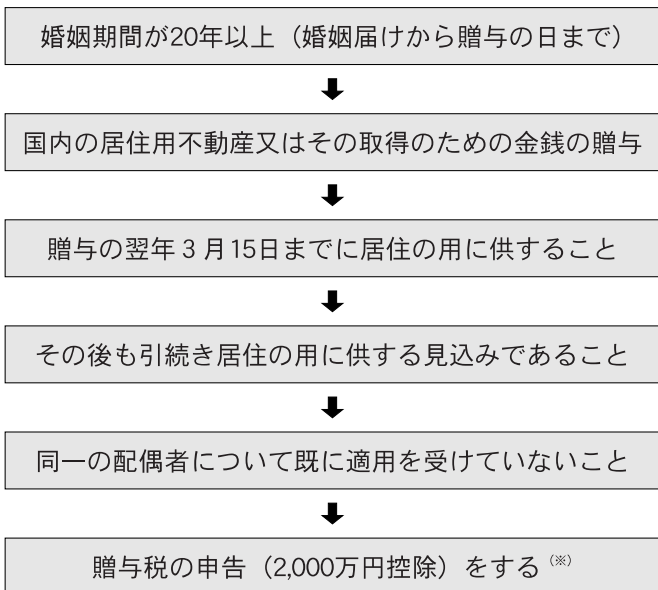 婚姻期間が20年以上（婚姻届けから贈与の日まで）
国内の居住用不動産又はその取得のための金銭の贈与
贈与の翌年３月15日までに居住の用に供すること
その後も引続き居住の用に供する見込みであること
同一の配偶者について既に適用を受けていないこと
贈与税の申告（2,000万円控除）をする（※）